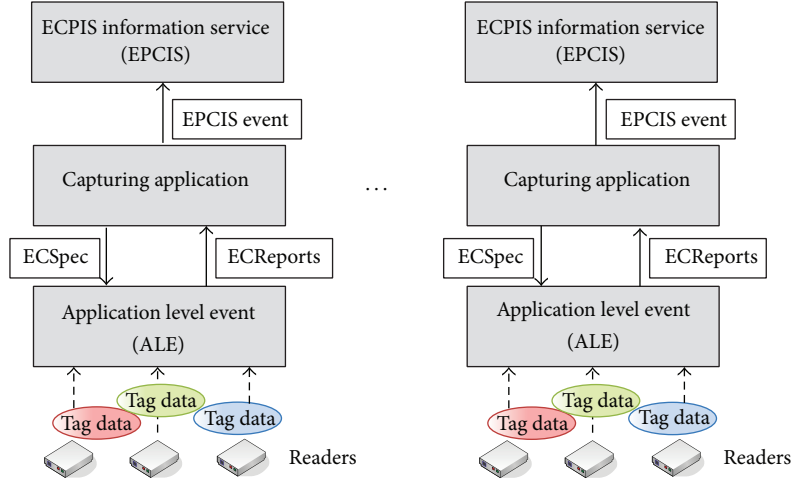 ECPIS information service
(EPCIS)
EPCIS event
Capturing application
ECSpec
ECReports
Application level event
(ALE)
Tag data
Tag data
Tag data
Readers
...
ECPIS information service
(EPCIS)
EPCIS event
Capturing application
ECSpec
ECReports
Application level event
(ALE)
Tag data
Tag data
Tag data
Readers